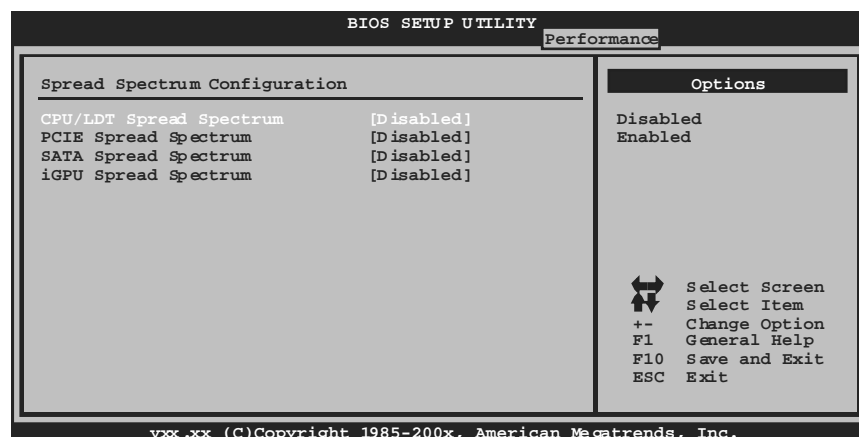 BIOS SETUP UTILITY
Performance
Spread Spectrum Configuration
CPU/LDT Spread Spectrum [Disabled]
PCIE Spread Spectrum [Disabled]
SATA Spread Spectrum [Disabled]
iGPU Spread Spectrum [Disabled]
Options
Disabled
Enabled
Select Screen
Select Item
+- Change Option
F1 General Help
F10 Save and Exit
ESC Exit
vxx.xx (C)Copyright 1985-200x, American Megatrends, Inc.